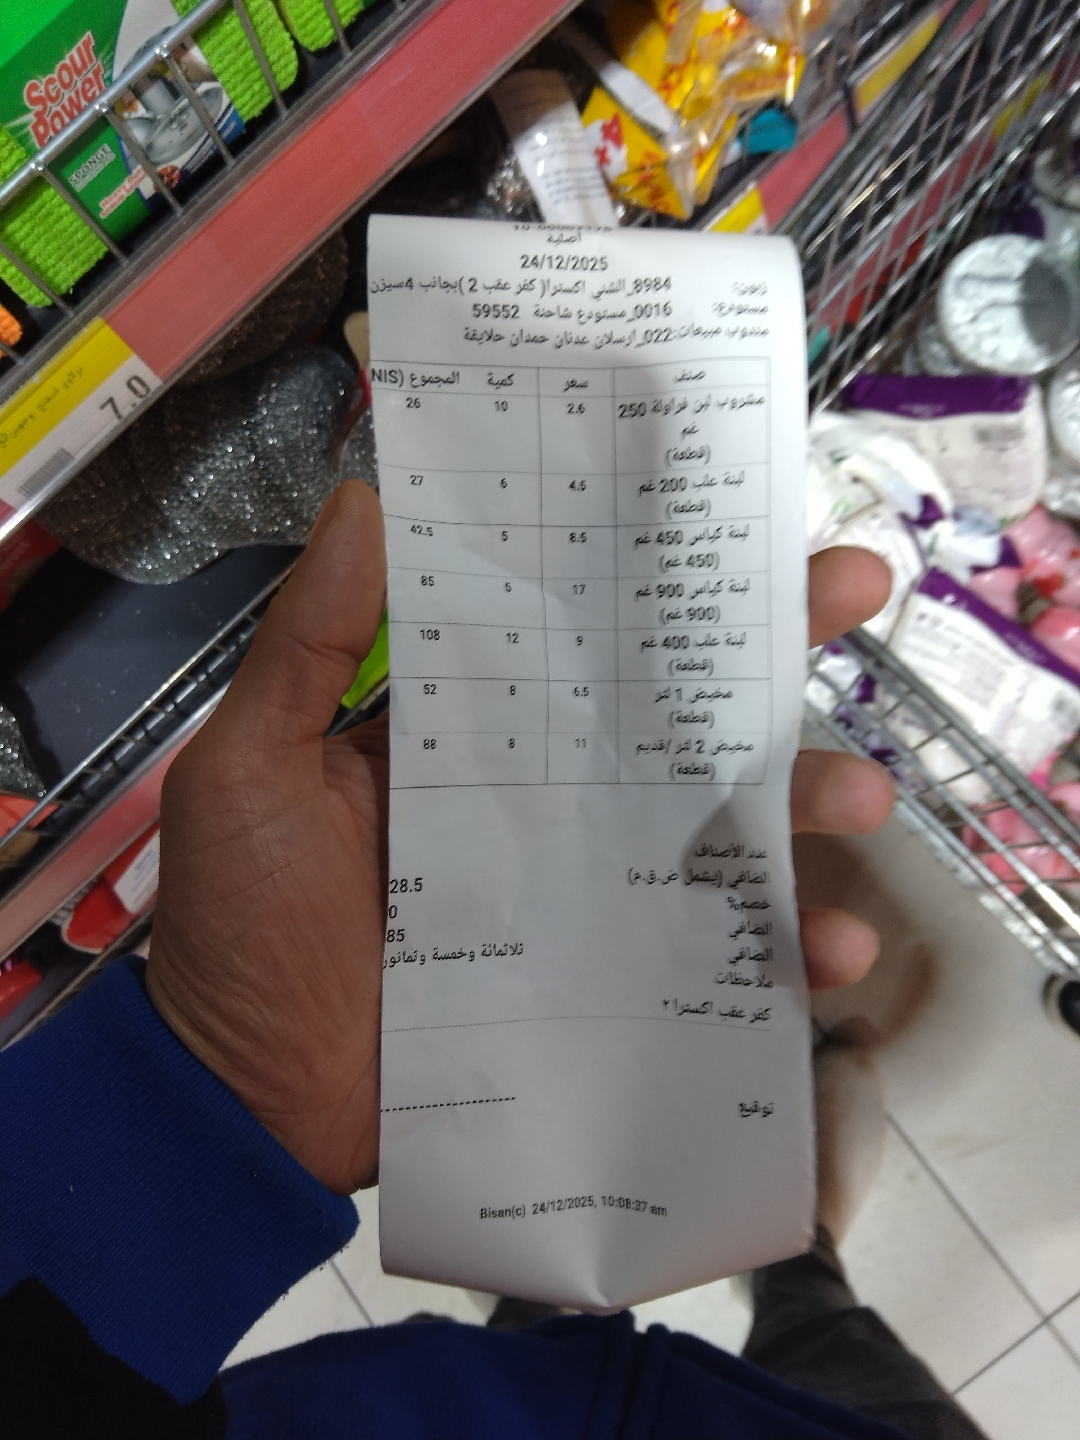 Scour
Power
SPONGE
7.0
أصلية
24/12/2025
زبون: 8984_الشني اكسترا( كفر عقب 2 )بجانب 4سيزن
مستودع: 0016_مستودع شاحنة 59552
مندوب مبيعات:022_ارسلان عدنان حمدان حلايقة
صنف سعر كمية المجموع (NIS
مشروب لبن فراولة 250 2.6 10 26
غم
(قطعة)
لبنة علب 200 غم 4.5 6 27
(قطعة)
لبنة كياس 450 غم 8.5 5 42.5
(450 غم)
لبنة كياس 900 غم 17 5 85
(900 غم)
لبنة علب 400 غم 9 12 108
(قطعة)
مخيض 1 لتر 6.5 8 52
(قطعة)
مخيض 2 لتر /قديم 11 8 88
(قطعة)
عدد الأصناف
الصافي (يشمل ض.ق.م) 28.5
خصم% 0
الصافي 85
الصافي ثلاثمائة وخمسة وثمانور
ملاحظات
كفر عقب اكسترا ٢
توقيع
Bisan(c) 24/12/2025, 10:08:37 am